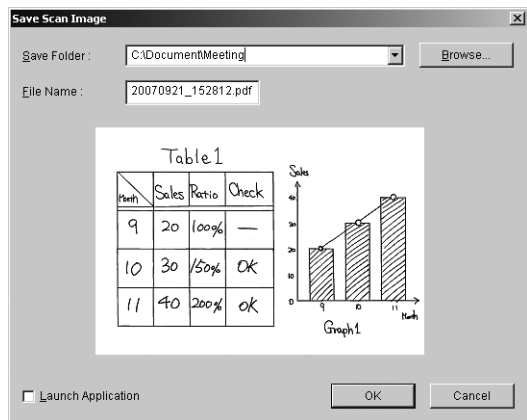 Save Scan Image
Save Folder : C:\Document\Meeting Browse...
File Name : 20070921_152812.pdf
Table 1
Month Sales Ratio Check
9 20 100% —
10 30 150% OK
11 40 200% OK
Sales
40
30
20
10
0
9 10 11 Month
Graph1
Launch Application OK Cancel